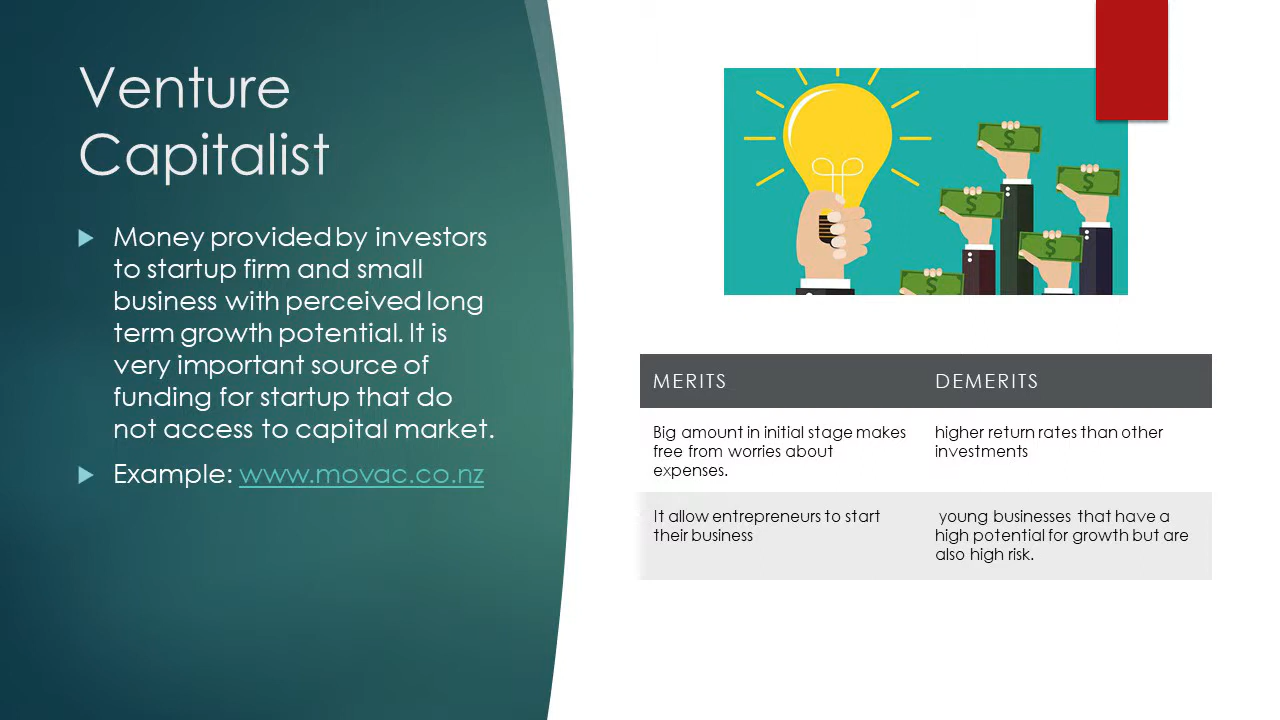 Venture
Capitalist
Money provided by investors
to startup firm and small
business with perceived long
term growth potential. It is
very important source of
funding for startup that do
not access to capital market.
Example: www.movac.co.nz
$
$
$
$
$
MERITS DEMERITS
Big amount in initial stage makes
free from worries about
expenses.
higher return rates than other
investments
It allow entrepreneurs to start
their business
young businesses that have a
high potential for growth but are
also high risk.